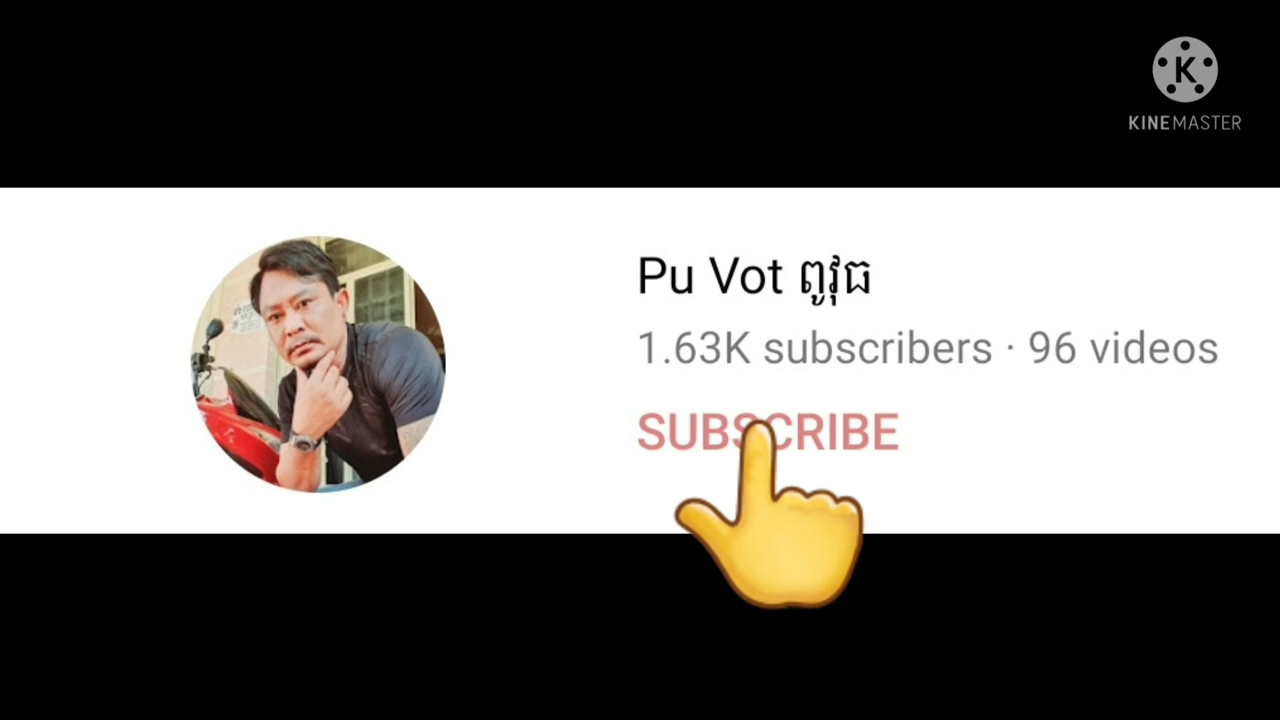 K
KINEMASTER
Pu Vot ពូវុធ
1.63K subscribers · 96 videos
SUBSCRIBE